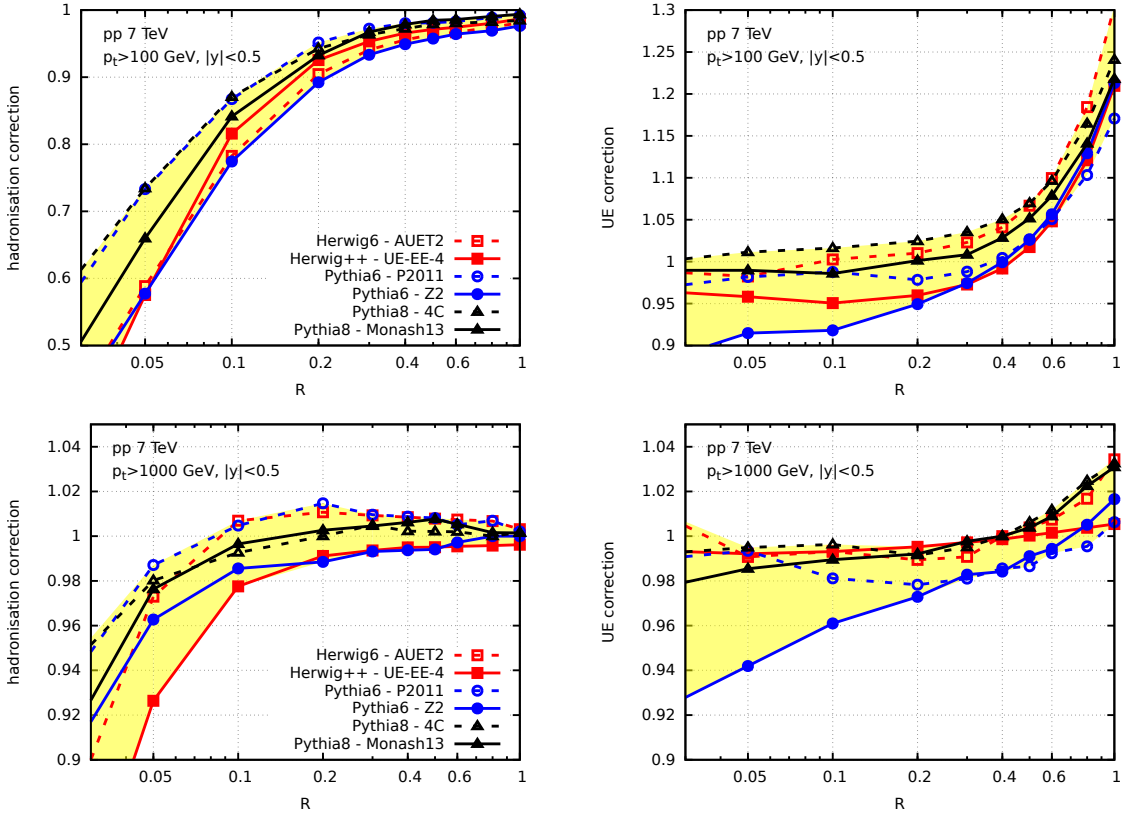 pp 7 TeV
pt>100 GeV, |y|<0.5
hadronisation correction
1
0.9
0.8
0.7
0.6
0.5
Herwig6 - AUET2
Herwig++ - UE-EE-4
Pythia6 - P2011
Pythia6 - Z2
Pythia8 - 4C
Pythia8 - Monash13
0.05 0.1 0.2 0.4 0.6 1
R
pp 7 TeV
pt>100 GeV, |y|<0.5
UE correction
1.3
1.25
1.2
1.15
1.1
1.05
1
0.95
0.9
0.05 0.1 0.2 0.4 0.6 1
R
pp 7 TeV
pt>1000 GeV, |y|<0.5
hadronisation correction
1.04
1.02
1
0.98
0.96
0.94
0.92
0.9
Herwig6 - AUET2
Herwig++ - UE-EE-4
Pythia6 - P2011
Pythia6 - Z2
Pythia8 - 4C
Pythia8 - Monash13
0.05 0.1 0.2 0.4 0.6 1
R
pp 7 TeV
pt>1000 GeV, |y|<0.5
UE correction
1.04
1.02
1
0.98
0.96
0.94
0.92
0.9
0.05 0.1 0.2 0.4 0.6 1
R